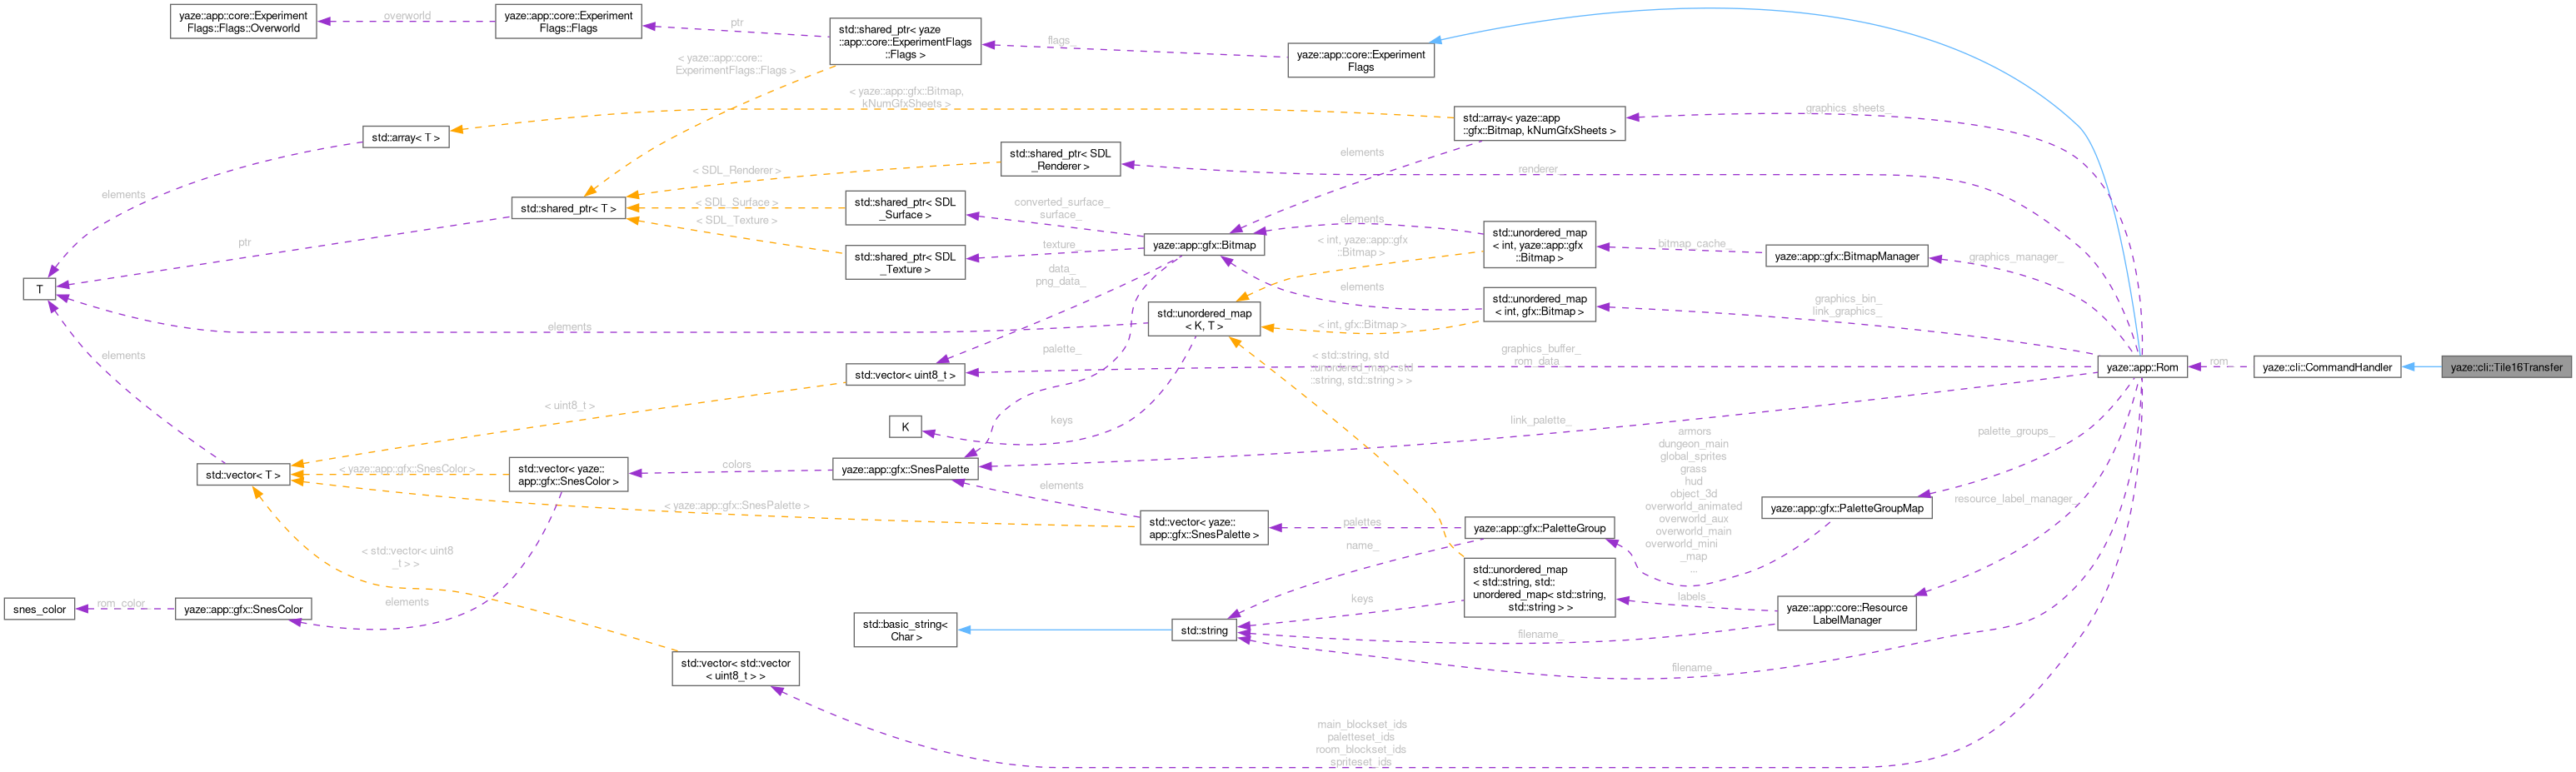 yaze::app::core::Experiment
Flags::Flags::Overworld
overworld
yaze::app::core::Experiment
Flags::Flags
ptr
std::shared_ptr< yaze
::app::core::ExperimentFlags
::Flags >
flags_
yaze::app::core::Experiment
Flags
< yaze::app::core::
ExperimentFlags::Flags >
< yaze::app::gfx::Bitmap,
kNumGfxSheets >
std::array< T >
std::array< yaze::app
::gfx::Bitmap, kNumGfxSheets >
graphics_sheets_
elements
std::shared_ptr< SDL
_Renderer >
< SDL_Renderer >
renderer_
elements
std::shared_ptr< T >
< SDL_Surface >
std::shared_ptr< SDL
_Surface >
converted_surface_
surface_
< SDL_Texture >
std::shared_ptr< SDL
_Texture >
texture_
yaze::app::gfx::Bitmap
elements
< int, yaze::app::gfx
::Bitmap >
std::unordered_map
< int, yaze::app::gfx
::Bitmap >
bitmap_cache_
yaze::app::gfx::BitmapManager
graphics_manager_
ptr
T
data_
png_data_
elements
std::unordered_map
< int, gfx::Bitmap >
graphics_bin_
link_graphics_
std::unordered_map
< K, T >
< int, gfx::Bitmap >
elements
elements
palette_
std::vector< uint8_t >
< std::string, std
::unordered_map< std
::string, std::string > >
graphics_buffer_
rom_data_
yaze::app::Rom
rom_
yaze::cli::CommandHandler
yaze::cli::Tile16Transfer
< uint8_t >
K
keys
link_palette_
palette_groups_
std::vector< T >
< yaze::app::gfx::SnesColor >
std::vector< yaze::
app::gfx::SnesColor >
colors
yaze::app::gfx::SnesPalette
armors
dungeon_main
global_sprites
grass
hud
object_3d
overworld_animated
overworld_aux
overworld_main
overworld_mini
_map
...
elements
< yaze::app::gfx::SnesPalette >
std::vector< yaze::
app::gfx::SnesPalette >
palettes
yaze::app::gfx::PaletteGroup
yaze::app::gfx::PaletteGroupMap
resource_label_manager_
name_
< std::vector< uint8
_t > >
std::unordered_map
< std::string, std::
unordered_map< std::string,
std::string > >
snes_color
rom_color_
yaze::app::gfx::SnesColor
elements
std::basic_string<
Char >
std::string
keys
labels_
yaze::app::core::Resource
LabelManager
filename_
filename_
std::vector< std::vector
< uint8_t > >
main_blockset_ids
paletteset_ids
room_blockset_ids
spriteset_ids